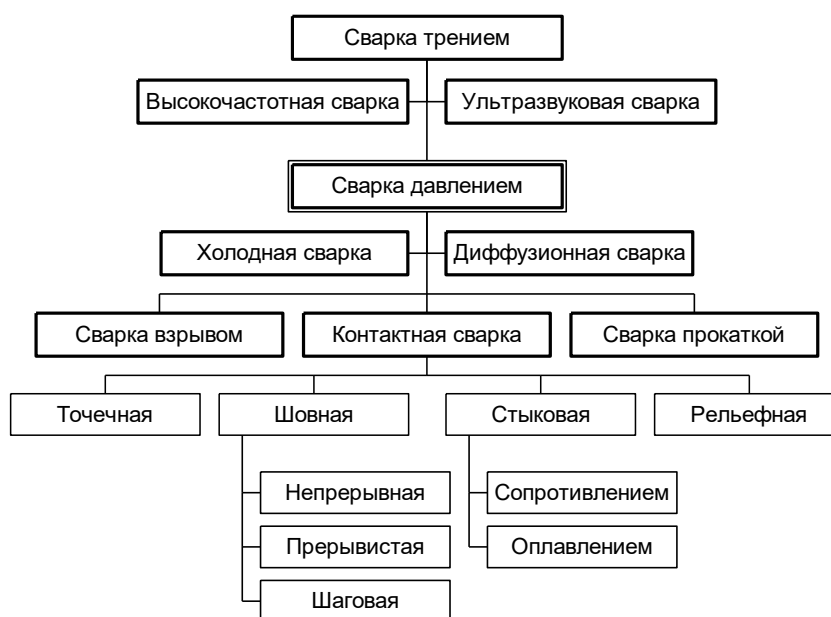 Сварка трением
Высокочастотная сварка
Ультразвуковая сварка
Сварка давлением
Холодная сварка
Диффузионная сварка
Сварка взрывом
Контактная сварка
Сварка прокаткой
Точечная
Шовная
Стыковая
Рельефная
Непрерывная
Сопротивлением
Прерывистая
Оплавлением
Шаговая